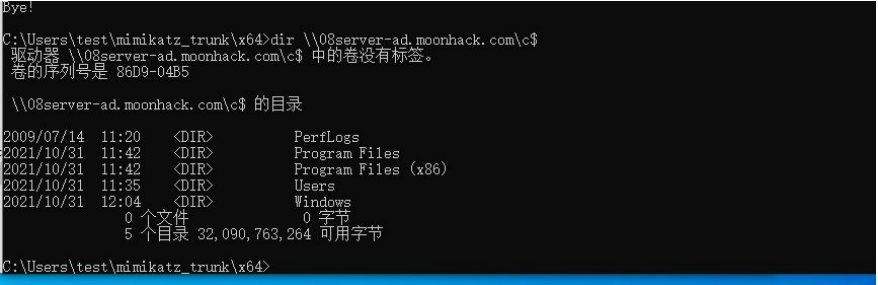 Bye!
C:\Users\test\mimikatz_trunk\x64>dir \\08server-ad.moonhack.com\c$
驱动器 \\08server-ad.moonhack.com\c$ 中的卷没有标签。
卷的序列号是 86D9-04B5
\\08server-ad.moonhack.com\c$ 的目录
2009/07/14 11:20 <DIR> PerfLogs
2021/10/31 11:42 <DIR> Program Files
2021/10/31 11:42 <DIR> Program Files (x86)
2021/10/31 11:35 <DIR> Users
2021/10/31 12:04 <DIR> Windows
0 个文件 0 字节
5 个目录 32,090,763,264 可用字节
C:\Users\test\mimikatz_trunk\x64>